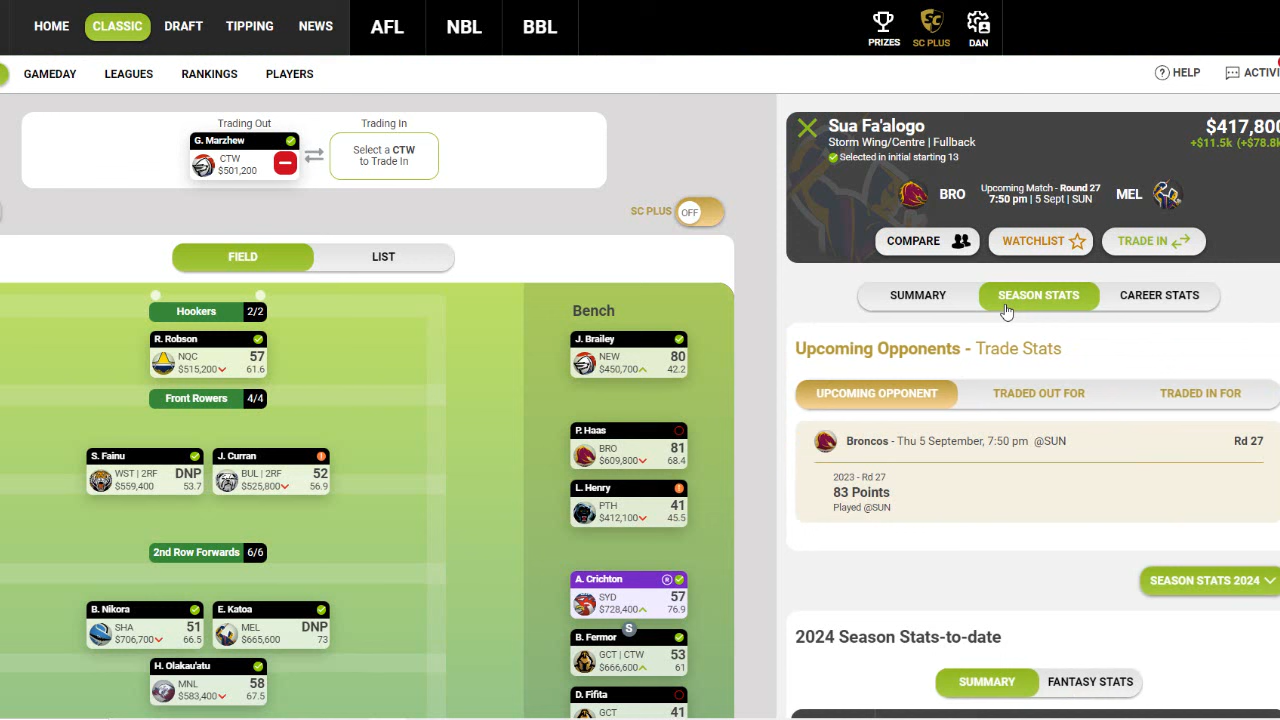 HOME CLASSIC DRAFT TIPPING NEWS AFL NBL BBL PRIZES SC PLUS DAN
GAMEDAY LEAGUES RANKINGS PLAYERS ? HELP ACTIVI
Trading Out Trading In
G. Marzhew
CTW
$501,200
Select a CTW
to Trade In
SC PLUS OFF
FIELD LIST
Hookers 2/2
R. Robson
NQC 57
$515,200 61.6
Front Rowers 4/4
S. Fainu
WST | 2RF DNP
$559,400 53.7
J. Curran
BUL | 2RF 52
$525,800 56.9
2nd Row Forwards 6/6
B. Nikora
SHA 51
$706,700 66.5
E. Katoa
MEL DNP
$665,600 73
H. Olakau'atu
MNL 58
$583,400 67.5
Bench
J. Brailey
NEW 80
$450,700 42.2
P. Haas
BRO 81
$609,800 68.4
L. Henry
PTH 41
$412,100 45.5
A. Crichton
SYD 57
$728,400 76.9
S
B. Fermor
GCT | CTW 53
$666,600 61
D. Fifita
GCT 41
Sua Fa'alogo $417,800
Storm Wing/Centre | Fullback +$11.5k (+$78.8k
Selected in initial starting 13
BRO Upcoming Match - Round 27 MEL
7:50 pm | 5 Sept | SUN
COMPARE WATCHLIST TRADE IN
SUMMARY SEASON STATS CAREER STATS
Upcoming Opponents - Trade Stats
UPCOMING OPPONENT TRADED OUT FOR TRADED IN FOR
Broncos - Thu 5 September, 7:50 pm @SUN Rd 27
2023 - Rd 27
83 Points
Played @SUN
SEASON STATS 2024
2024 Season Stats-to-date
SUMMARY FANTASY STATS